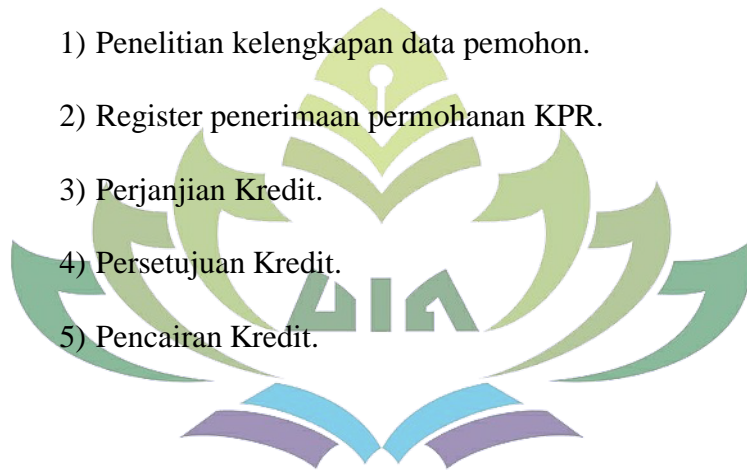 1) Penelitian kelengkapan data pemohon.
2) Register penerimaan permohanan KPR.
3) Perjanjian Kredit.
4) Persetujuan Kredit.
UIN
5) Pencairan Kredit.